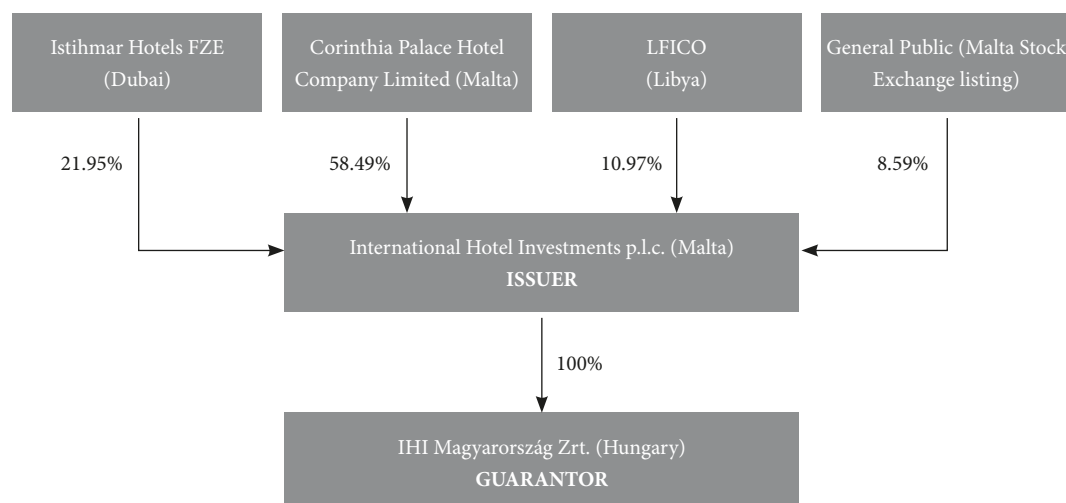 Istihmar Hotels FZE
(Dubai)
Corinthia Palace Hotel
Company Limited (Malta)
LFICO
(Libya)
General Public (Malta Stock
Exchange listing)
21.95%
58.49%
10.97%
8.59%
International Hotel Investments p.l.c. (Malta)
ISSUER
100%
IHI Magyarország Zrt. (Hungary)
GUARANTOR